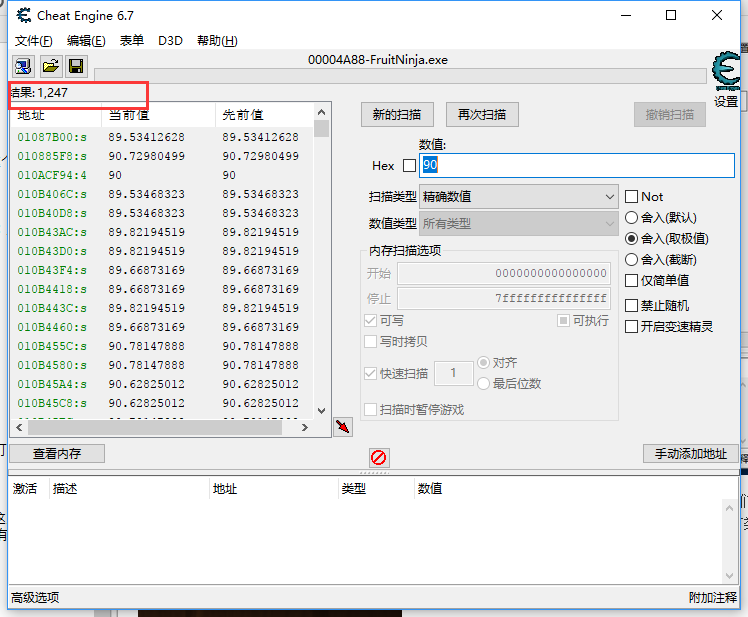 Cheat Engine 6.7
文件(F) 编辑(E) 表单 D3D 帮助(H)
00004A88-FruitNinja.exe
结果:1,247
设置
地址 当前值 先前值
01087B00:s 89.53412628 89.53412628
010885F8:s 90.72980499 90.72980499
010ACF94:4 90 90
010B406C:s 89.53468323 89.53468323
010B40D8:s 89.53468323 89.53468323
010B43AC:s 89.82194519 89.82194519
010B43D0:s 89.82194519 89.82194519
010B43F4:s 89.66873169 89.66873169
010B4418:s 89.66873169 89.66873169
010B443C:s 89.82194519 89.82194519
010B4460:s 89.66873169 89.66873169
010B455C:s 90.78147888 90.78147888
010B4580:s 90.78147888 90.78147888
010B45A4:s 90.62825012 90.62825012
010B45C8:s 90.62825012 90.62825012
新的扫描 再次扫描 撤销扫描
数值:
Hex 90
扫描类型 精确数值
数值类型 所有类型
Not
舍入(默认)
舍入(取极值)
舍入(截断)
仅简单值
禁止随机
开启变速精灵
内存扫描选项
开始 0000000000000000
停止 7fffffffffffffff
可写 可执行
写时拷贝
快速扫描 1 对齐
最后位数
扫描时暂停游戏
查看内存 手动添加地址
激活 描述 地址 类型 数值
高级选项 附加注释